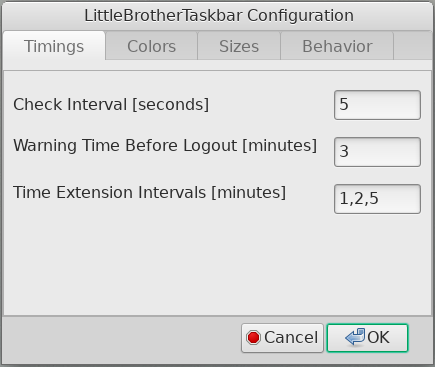 LittleBrotherTaskbar Configuration
Timings Colors Sizes Behavior
Check Interval [seconds] 5
Warning Time Before Logout [minutes] 3
Time Extension Intervals [minutes] 1,2,5
Cancel OK